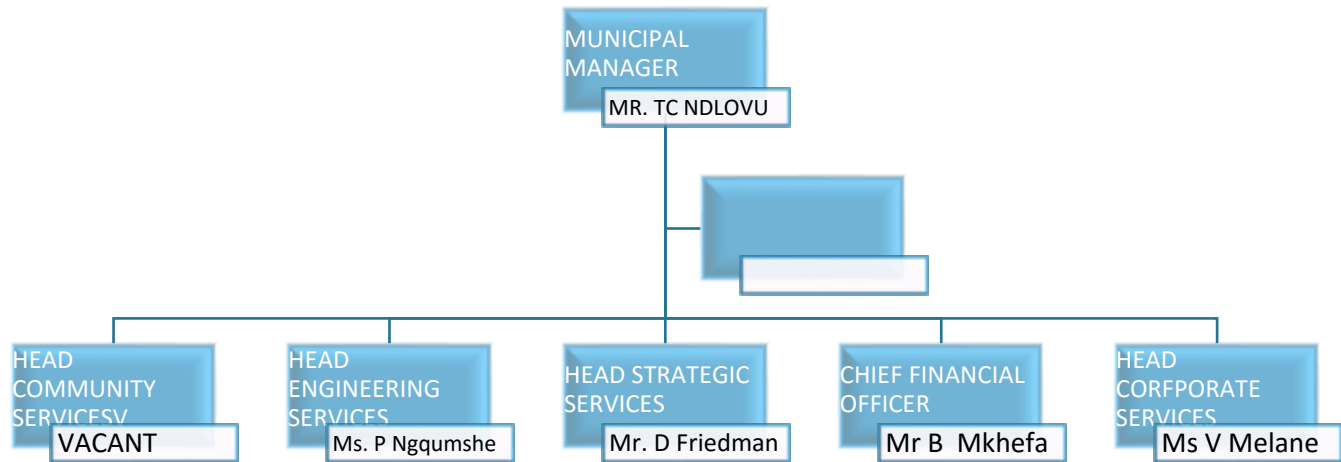 MUNICIPAL
MANAGER
MR. TC NDLOVU
HEAD
COMMUNITY
SERVICESV
VACANT
HEAD
ENGINEERING
SERVICES
Ms. P Ngqumshe
HEAD STRATEGIC
SERVICES
Mr. D Friedman
CHIEF FINANCIAL
OFFICER
Mr B Mkhefa
HEAD
CORFPORATE
SERVICES
Ms V Melane